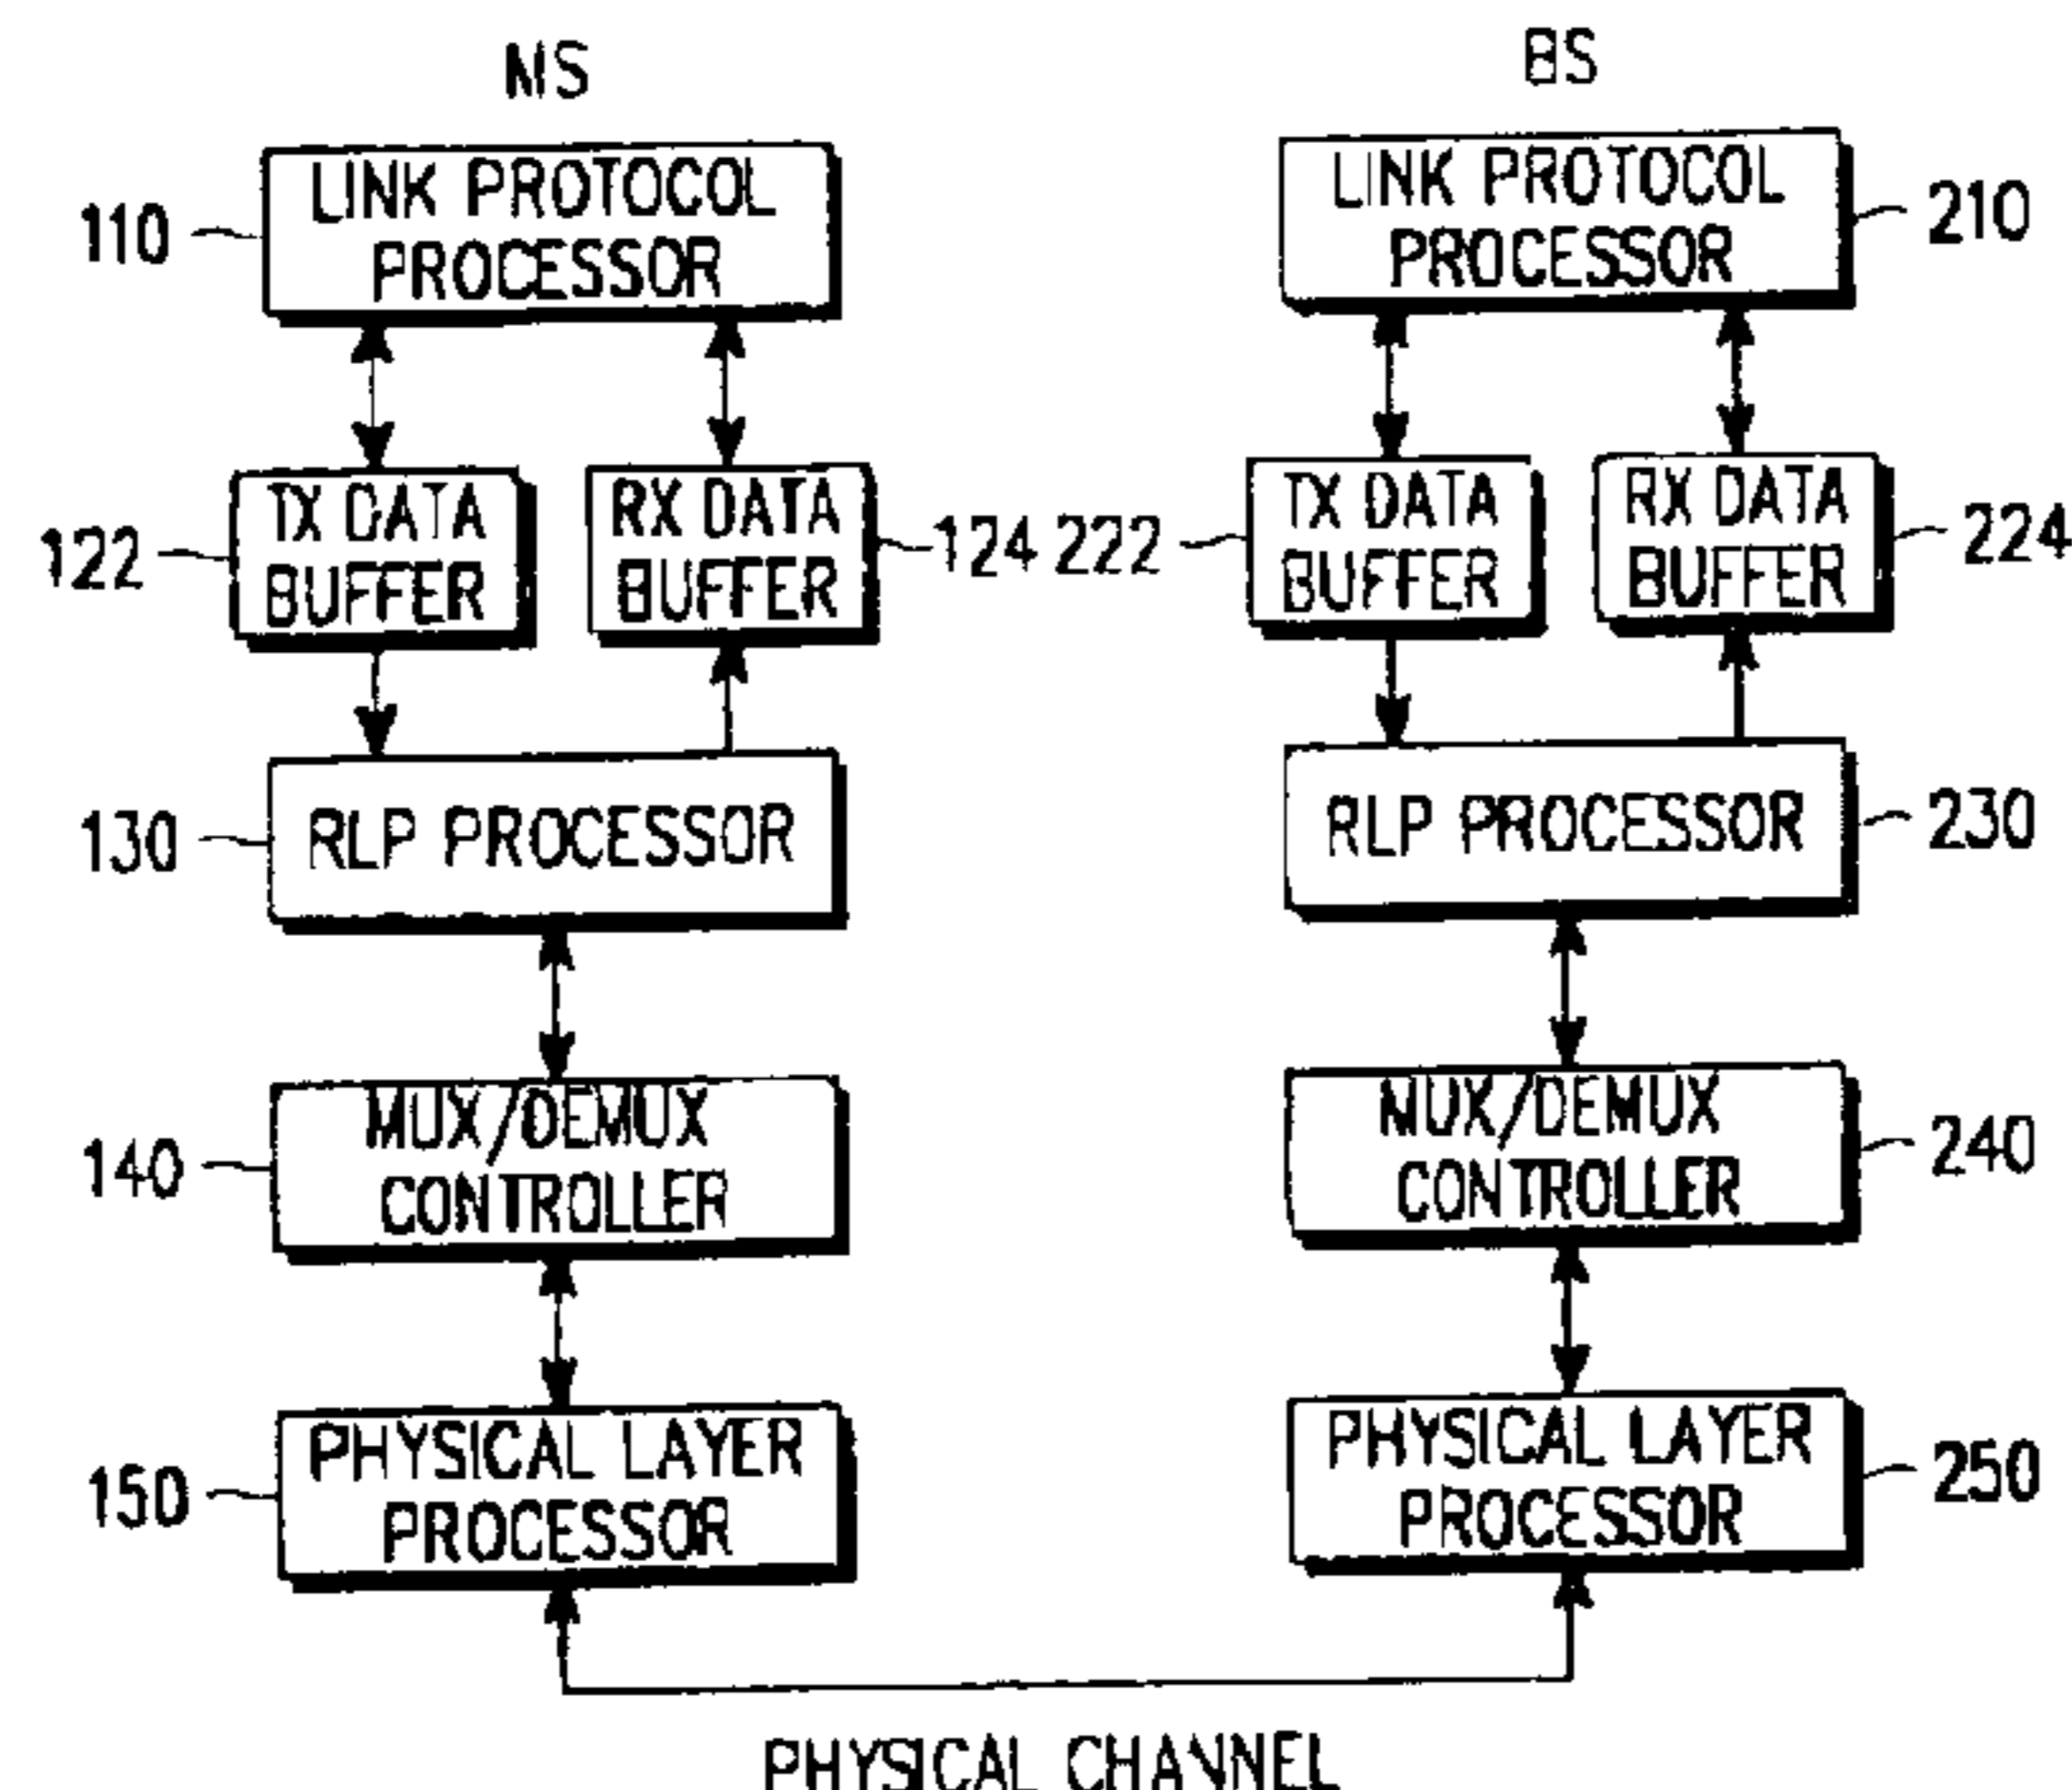 MS
BS
LINK PROTOCOL
PROCESSOR
110
LINK PROTOCOL
PROCESSOR
210
TX DATA
BUFFER
122
RX DATA
BUFFER
124
222
TX DATA
BUFFER
RX DATA
BUFFER
224
130
RLP PROCESSOR
RLP PROCESSOR
230
140
MUX/DEMUX
CONTROLLER
MUX/DEMUX
CONTROLLER
240
150
PHYSICAL LAYER
PROCESSOR
PHYSICAL LAYER
PROCESSOR
250
PHYSICAL CHANNEL